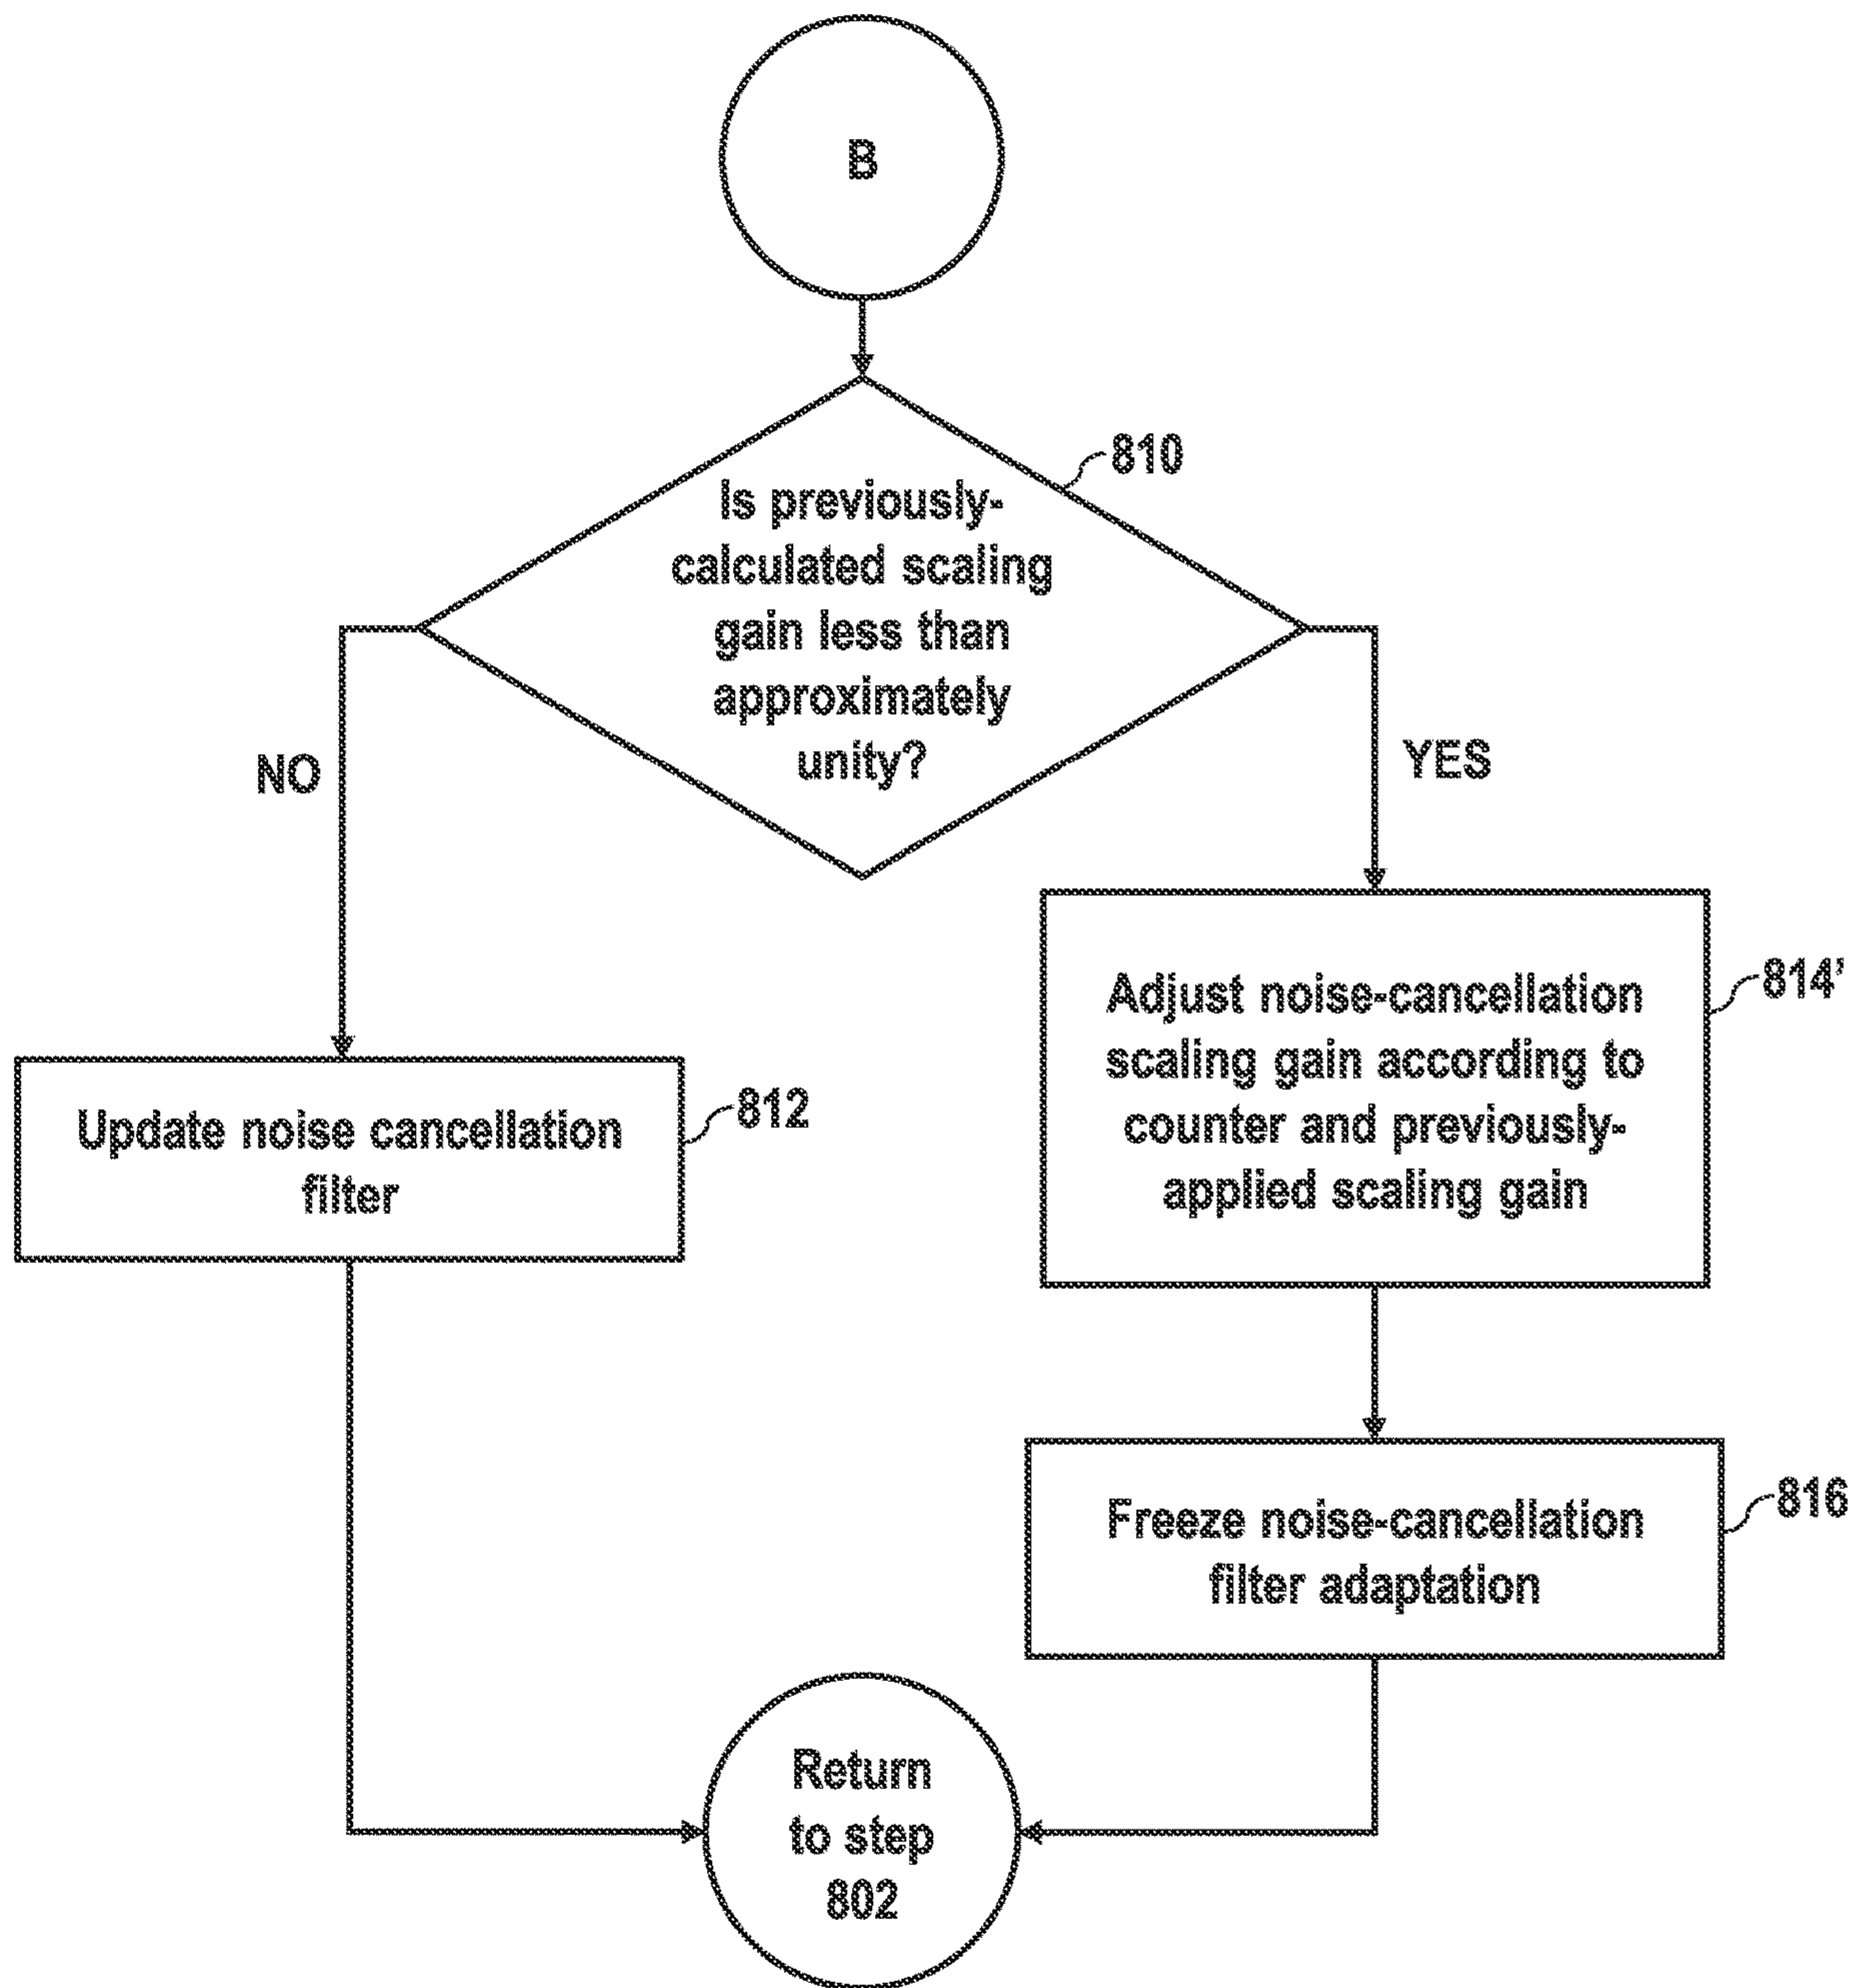 B
810
Is previously-
calculated scaling
gain less than
approximately
unity?
NO
YES
814'
Adjust noise-cancellation
scaling gain according to
counter and previously-
applied scaling gain
812
Update noise cancellation
filter
816
Freeze noise-cancellation
filter adaptation
Return
to step
802